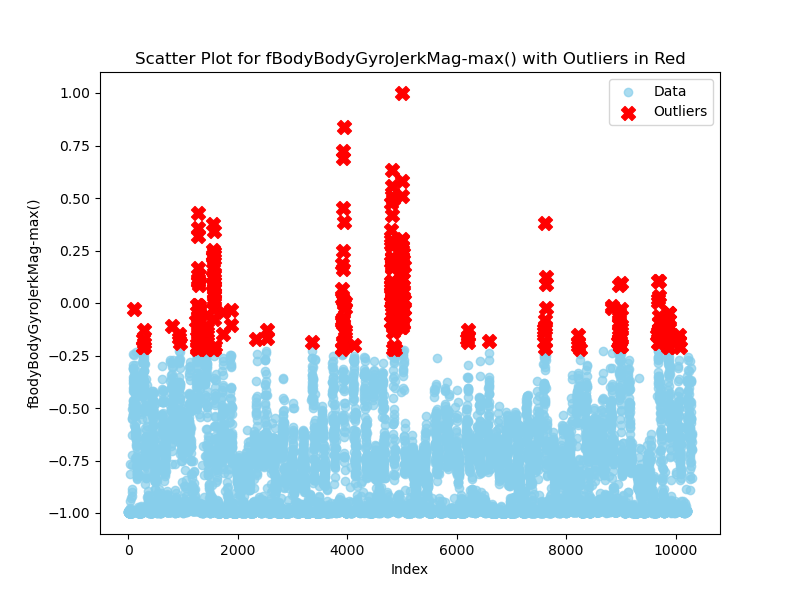 Scatter Plot for fBodyBodyGyroJerkMag-max() with Outliers in Red
Data
Outliers
1.00
0.75
0.50
0.25
0.00
−0.25
−0.50
−0.75
−1.00
fBodyBodyGyroJerkMag-max()
0 2000 4000 6000 8000 10000
Index